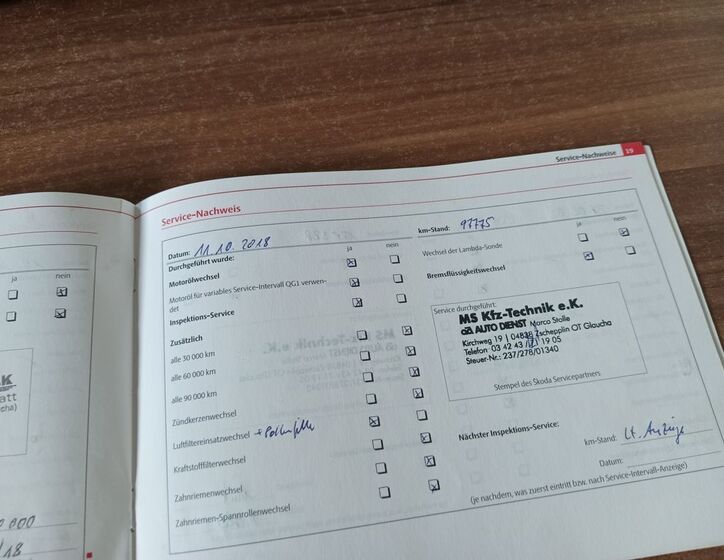 Service-Nachweise 29
Service-Nachweis
Datum: 11.10.2018
km-Stand: 97775
Durchgeführt wurde: ja nein
Motorölwechsel
Motoröl für variables Service-Intervall QG1 verwen-
det
Inspektions-Service
Zusätzlich
alle 30 000 km
alle 60 000 km
alle 90 000 km
Zündkerzenwechsel
Luftfiltereinsatzwechsel + Pollenfilter
Kraftstofffilterwechsel
Zahnriemenwechsel
Zahnriemen-Spannrollenwechsel
ja nein
Wechsel der Lambda-Sonde
Bremsflüssigkeitswechsel
Service durchgeführt:
MS Kfz-Technik e.K.
AUTO DIENST Marco Stolle
Kirchweg 19 | 04838 Zschepplin OT Glaucha
Telefon 03 42 43 / 21 19 05
Steuer-Nr.: 237/278/01340
Stempel des Skoda Servicepartners
Nächster Inspektions-Service:
km-Stand: Lt. Anzeige
Datum:
(je nachdem, was zuerst eintritt bzw. nach Service-Intervall-Anzeige)
ja nein